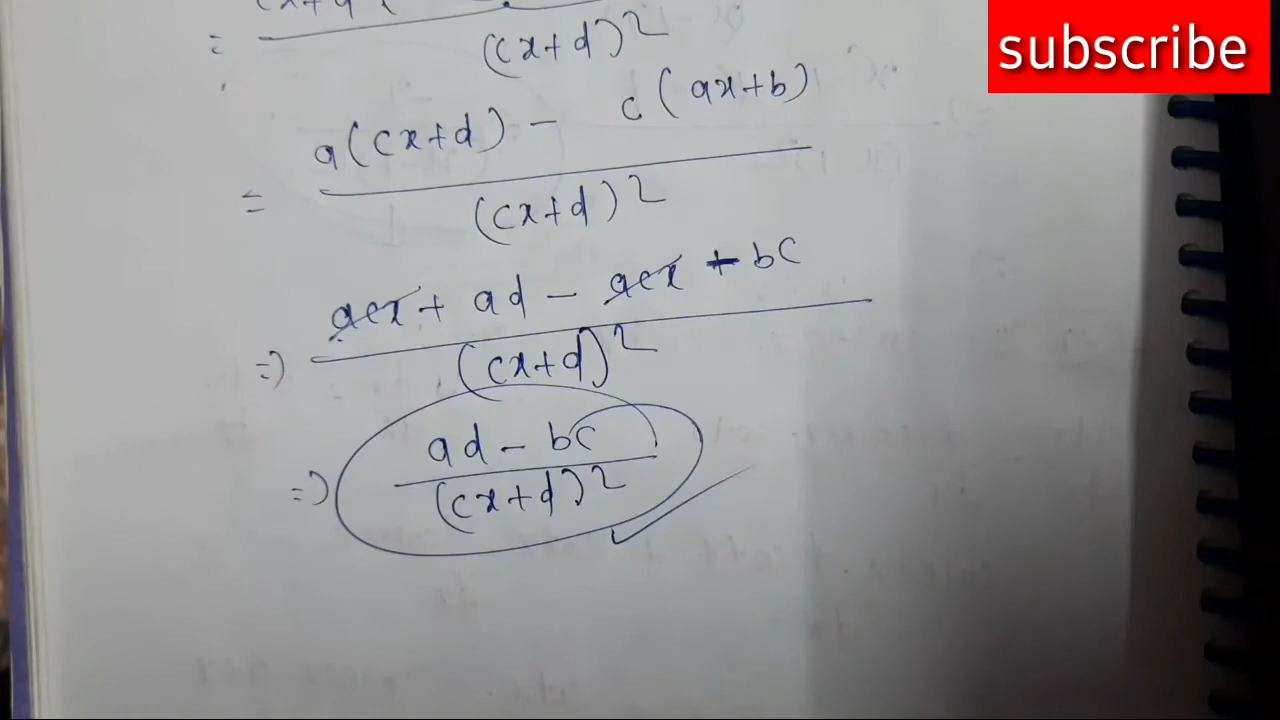 subscribe
=
(cx+d)²
= a(cx+d) - c(ax+b)
(cx+d)²
=) acx + ad - acx + bc
(cx+d)²
=) ad - bc
(cx+d)²